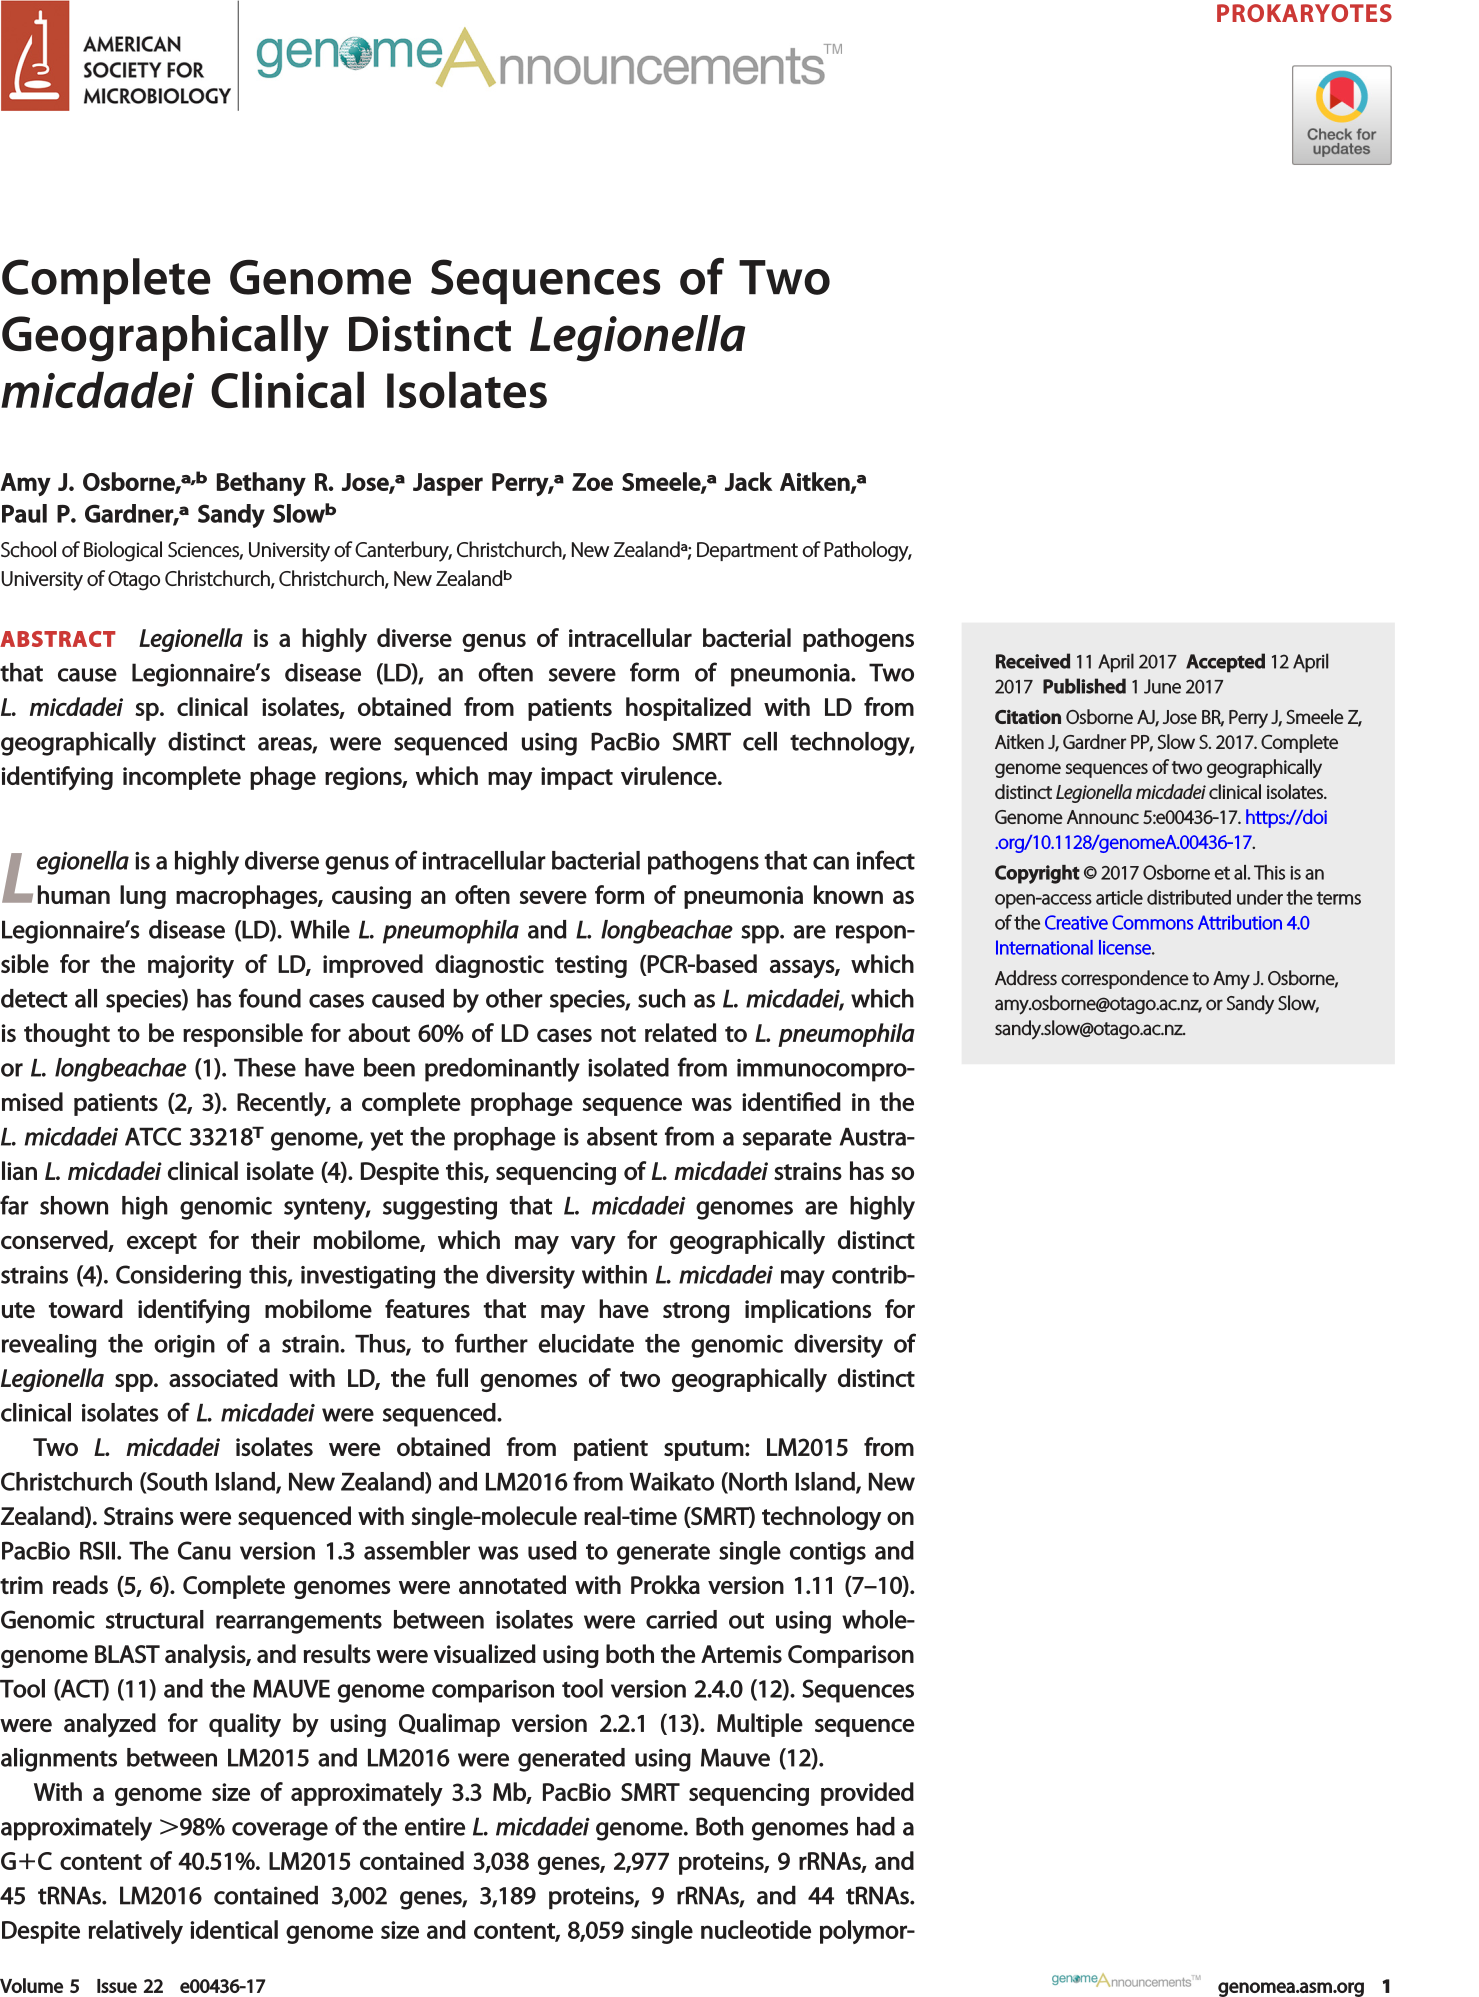 PROKARYOTES
AMERICAN
SOCIETY FOR
MICROBIOLOGY
genomeAnnouncements™
Check for
updates
Complete Genome Sequences of Two
Geographically Distinct Legionella
micdadei Clinical Isolates
Amy J. Osborne,a,b Bethany R. Jose,a Jasper Perry,a Zoe Smeele,a Jack Aitken,a
Paul P. Gardner,a Sandy Slowb
School of Biological Sciences, University of Canterbury, Christchurch, New Zealanda; Department of Pathology,
University of Otago Christchurch, Christchurch, New Zealandb
ABSTRACT Legionella is a highly diverse genus of intracellular bacterial pathogens
that cause Legionnaire’s disease (LD), an often severe form of pneumonia. Two
L. micdadei sp. clinical isolates, obtained from patients hospitalized with LD from
geographically distinct areas, were sequenced using PacBio SMRT cell technology,
identifying incomplete phage regions, which may impact virulence.
Legionella is a highly diverse genus of intracellular bacterial pathogens that can infect
human lung macrophages, causing an often severe form of pneumonia known as
Legionnaire’s disease (LD). While L. pneumophila and L. longbeachae spp. are respon-
sible for the majority of LD, improved diagnostic testing (PCR-based assays, which
detect all species) has found cases caused by other species, such as L. micdadei, which
is thought to be responsible for about 60% of LD cases not related to L. pneumophila
or L. longbeachae (1). These have been predominantly isolated from immunocompro-
mised patients (2, 3). Recently, a complete prophage sequence was identified in the
L. micdadei ATCC 33218T genome, yet the prophage is absent from a separate Austra-
lian L. micdadei clinical isolate (4). Despite this, sequencing of L. micdadei strains has so
far shown high genomic synteny, suggesting that L. micdadei genomes are highly
conserved, except for their mobilome, which may vary for geographically distinct
strains (4). Considering this, investigating the diversity within L. micdadei may contrib-
ute toward identifying mobilome features that may have strong implications for
revealing the origin of a strain. Thus, to further elucidate the genomic diversity of
Legionella spp. associated with LD, the full genomes of two geographically distinct
clinical isolates of L. micdadei were sequenced.
Two L. micdadei isolates were obtained from patient sputum: LM2015 from
Christchurch (South Island, New Zealand) and LM2016 from Waikato (North Island, New
Zealand). Strains were sequenced with single-molecule real-time (SMRT) technology on
PacBio RSII. The Canu version 1.3 assembler was used to generate single contigs and
trim reads (5, 6). Complete genomes were annotated with Prokka version 1.11 (7–10).
Genomic structural rearrangements between isolates were carried out using whole-
genome BLAST analysis, and results were visualized using both the Artemis Comparison
Tool (ACT) (11) and the MAUVE genome comparison tool version 2.4.0 (12). Sequences
were analyzed for quality by using Qualimap version 2.2.1 (13). Multiple sequence
alignments between LM2015 and LM2016 were generated using Mauve (12).
With a genome size of approximately 3.3 Mb, PacBio SMRT sequencing provided
approximately >98% coverage of the entire L. micdadei genome. Both genomes had a
G+C content of 40.51%. LM2015 contained 3,038 genes, 2,977 proteins, 9 rRNAs, and
45 tRNAs. LM2016 contained 3,002 genes, 3,189 proteins, 9 rRNAs, and 44 tRNAs.
Despite relatively identical genome size and content, 8,059 single nucleotide polymor-
Received 11 April 2017 Accepted 12 April
2017 Published 1 June 2017
Citation Osborne AJ, Jose BR, Perry J, Smeele Z,
Aitken J, Gardner PP, Slow S. 2017. Complete
genome sequences of two geographically
distinct Legionella micdadei clinical isolates.
Genome Announc 5:e00436-17. https://doi
.org/10.1128/genomeA.00436-17.
Copyright © 2017 Osborne et al. This is an
open-access article distributed under the terms
of the Creative Commons Attribution 4.0
International license.
Address correspondence to Amy J. Osborne,
amy.osborne@otago.ac.nz, or Sandy Slow,
sandy.slow@otago.ac.nz.
Volume 5 Issue 22 e00436-17
genomeAnnouncements™ genomea.asm.org 1